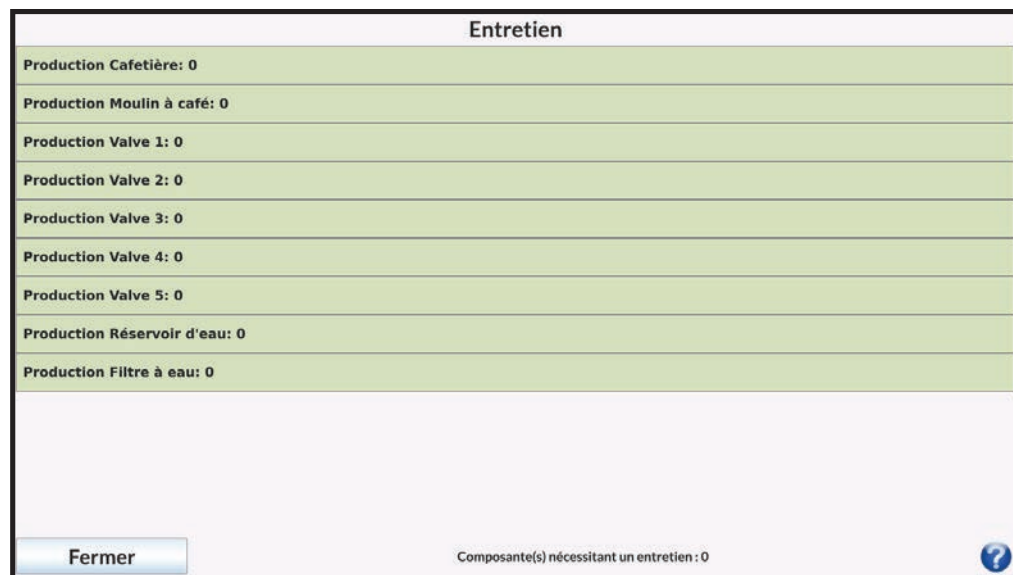 Entretien
Production Cafetière: 0
Production Moulin à café: 0
Production Valve 1: 0
Production Valve 2: 0
Production Valve 3: 0
Production Valve 4: 0
Production Valve 5: 0
Production Réservoir d'eau: 0
Production Filtre à eau: 0
Fermer
Composante(s) nécessitant un entretien : 0
?